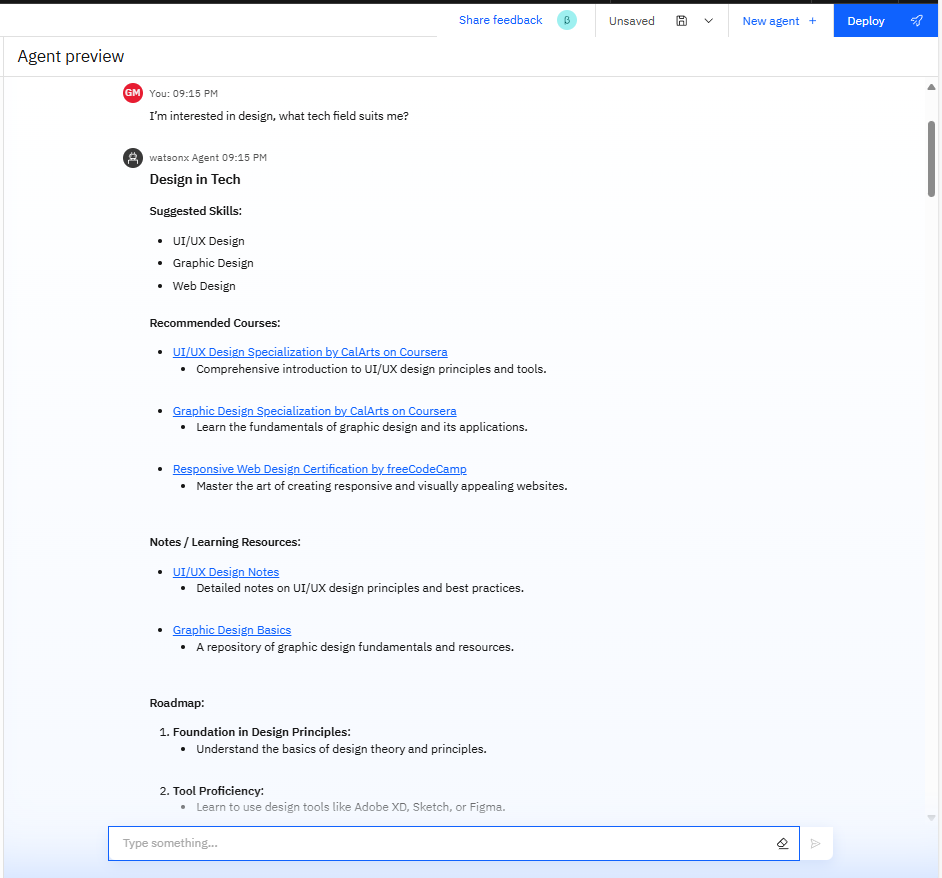 Share feedback β Unsaved New agent + Deploy
Agent preview
GM You: 09:15 PM
I’m interested in design, what tech field suits me?
watsonx Agent 09:15 PM
Design in Tech
Suggested Skills:
• UI/UX Design
• Graphic Design
• Web Design
Recommended Courses:
• UI/UX Design Specialization by CalArts on Coursera
• Comprehensive introduction to UI/UX design principles and tools.
• Graphic Design Specialization by CalArts on Coursera
• Learn the fundamentals of graphic design and its applications.
• Responsive Web Design Certification by freeCodeCamp
• Master the art of creating responsive and visually appealing websites.
Notes / Learning Resources:
• UI/UX Design Notes
• Detailed notes on UI/UX design principles and best practices.
• Graphic Design Basics
• A repository of graphic design fundamentals and resources.
Roadmap:
1. Foundation in Design Principles:
• Understand the basics of design theory and principles.
2. Tool Proficiency:
• Learn to use design tools like Adobe XD, Sketch, or Figma.
Type something...